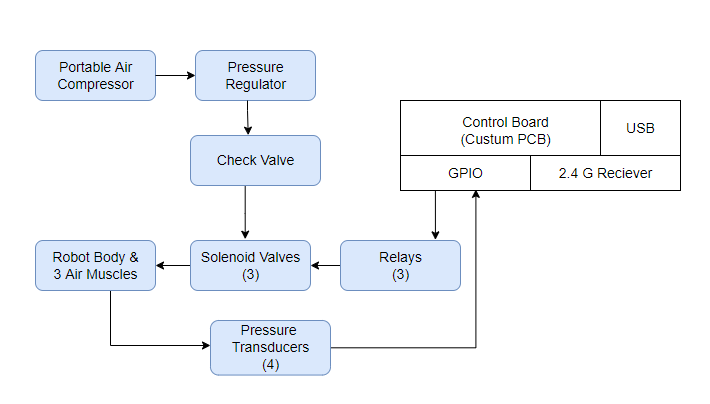 Portable Air
Compressor
Pressure
Regulator
Control Board
(Custum PCB)
USB
Check Valve
GPIO
2.4 G Reciever
Robot Body &
3 Air Muscles
Solenoid Valves
(3)
Relays
(3)
Pressure
Transducers
(4)